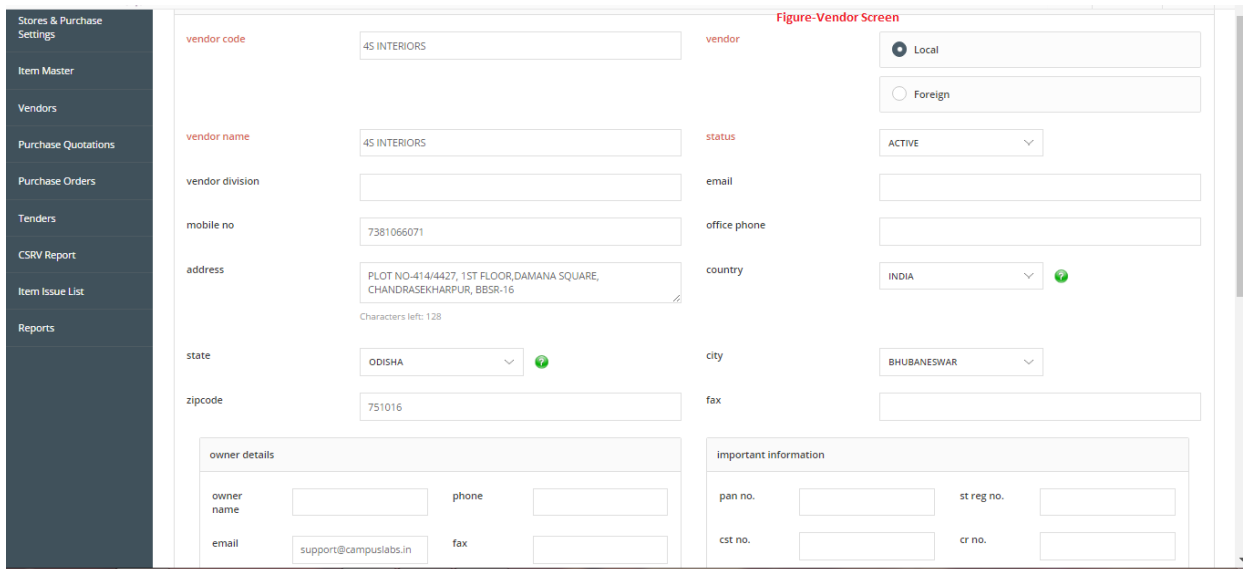 Figure-Vendor Screen
Stores & Purchase
Settings
Item Master
Vendors
Purchase Quotations
Purchase Orders
Tenders
CSRV Report
Item Issue List
Reports
vendor code
4S INTERIORS
vendor
Local
Foreign
vendor name
4S INTERIORS
status
ACTIVE
vendor division
email
mobile no
7381066071
office phone
address
PLOT NO-414/4427, 1ST FLOOR,DAMANA SQUARE,
CHANDRASEKHARPUR, BBSR-16
Characters left: 128
country
INDIA
?
state
ODISHA
?
city
BHUBANESWAR
zipcode
751016
fax
owner details
owner
name
phone
email
support@campuslabs.in
fax
important information
pan no.
st reg no.
cst no.
cr no.